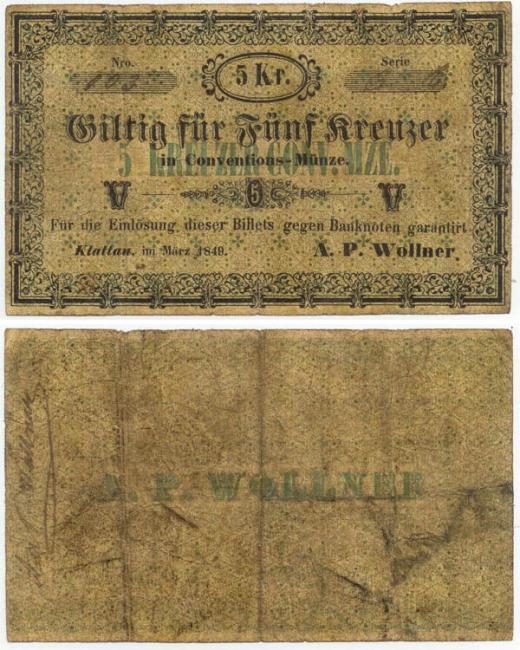 Nro. Serie
5 Kr.
Giltig für Fünf Kreuzer
5 KREUZER CONV. MZE.
in Conventions-Münze.
V 5 V
Für die Einlösung dieser Billets gegen Banknoten garantirt
Klattau, im März 1849. A. P. Wollner
A. P. WOLLNER